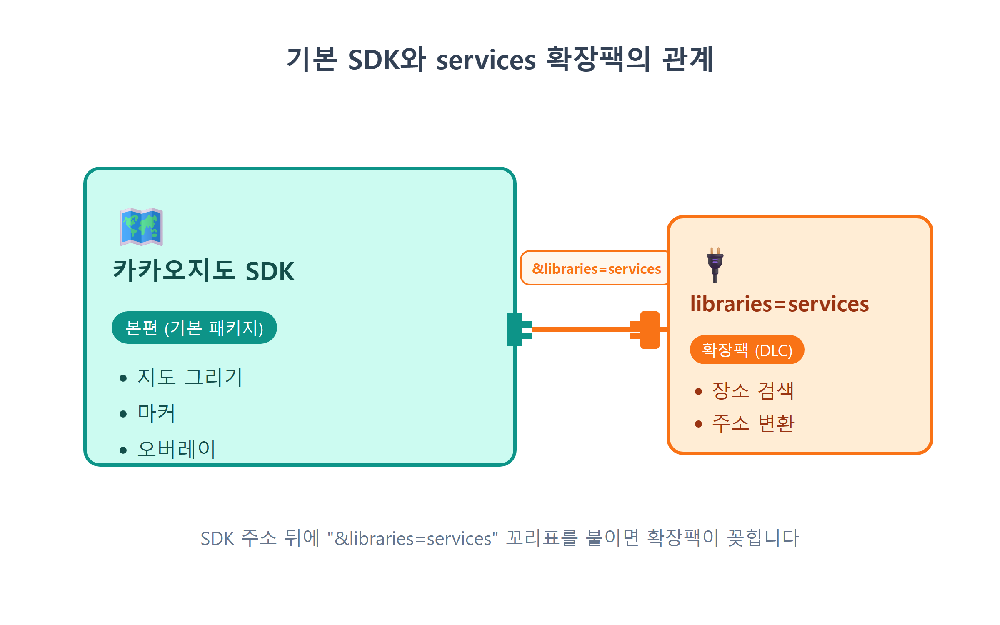 기본 SDK와 services 확장팩의 관계
카카오지도 SDK
본편 (기본 패키지)
지도 그리기
마커
오버레이
&libraries=services
libraries=services
확장팩 (DLC)
장소 검색
주소 변환
SDK 주소 뒤에 "&libraries=services" 꼬리표를 붙이면 확장팩이 꽂힙니다